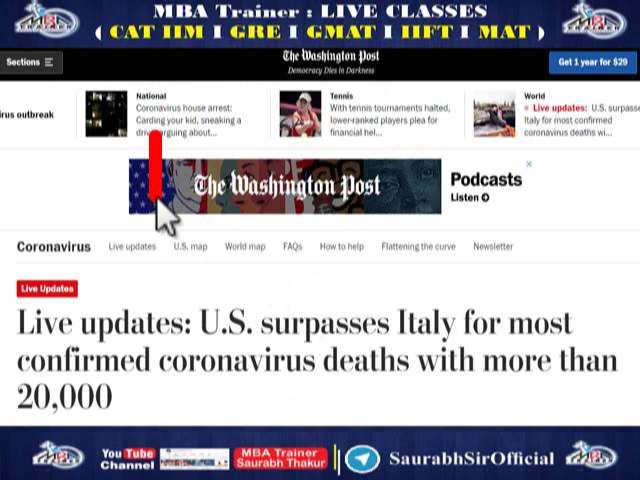 MBA Trainer : LIVE CLASSES
( CAT IIM I GRE I GMAT I IIFT I MAT )
Sections
The Washington Post
Democracy Dies in Darkness
Get 1 year for $29
rus outbreak
National
Coronavirus house arrest:
Carding your kid, sneaking a
arguing about...
Tennis
With tennis tournaments halted,
lower-ranked players plea for
financial hel...
World
Live updates: U.S. surpasse
Italy for most confirmed
coronavirus deaths wi...
The Washington Post
Podcasts
Listen
Coronavirus
Live updates
U.S. map
World map
FAQs
How to help
Flattening the curve
Newsletter
Live Updates
Live updates: U.S. surpasses Italy for most
confirmed coronavirus deaths with more than
20,000
You Tube
Channel
MBA Trainer
Saurabh Thakur
SaurabhSirOfficial